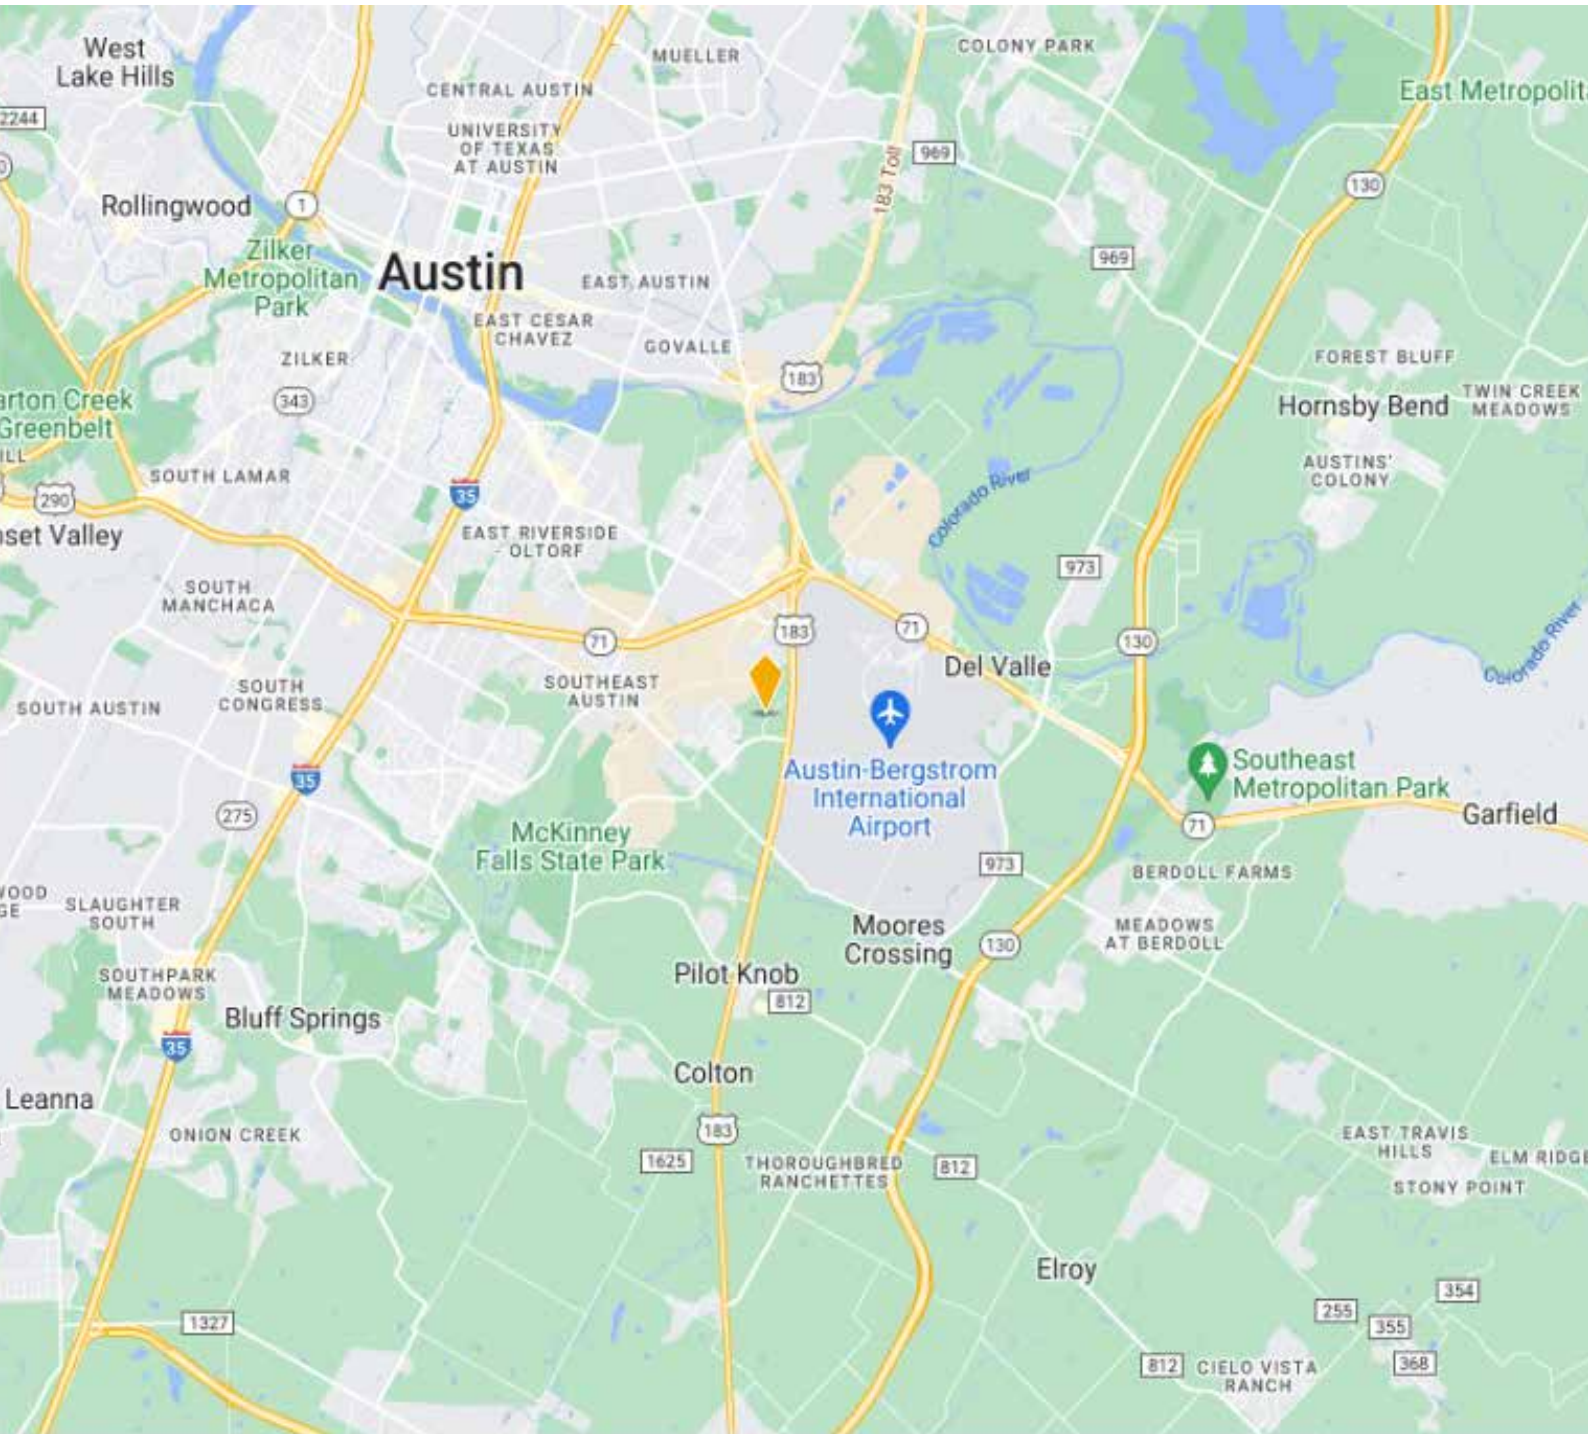 West
Lake Hills
MUELLER
COLONY PARK
CENTRAL AUSTIN
East Metropolit
2244
UNIVERSITY
OF TEXAS
AT AUSTIN
969
183 Toll
130
Rollingwood
1
Zilker
Metropolitan
Park
Austin
EAST AUSTIN
969
EAST CESAR
CHAVEZ
GOVALLE
ZILKER
183
FOREST BLUFF
343
arton Creek
Greenbelt
Hornsby Bend
TWIN CREEK
MEADOWS
ILL
SOUTH LAMAR
AUSTINS'
COLONY
290
35
Colorado River
set Valley
EAST RIVERSIDE
- OLTORF
973
SOUTH
MANCHACA
71
183
71
130
Colorado River
Del Valle
SOUTHEAST
AUSTIN
SOUTH
CONGRESS
SOUTH AUSTIN
35
Austin-Bergstrom
International
Airport
Southeast
Metropolitan Park
275
71
Garfield
McKinney
Falls State Park
973
BERDOLL FARMS
WOOD
GE
SLAUGHTER
SOUTH
Moores
Crossing
MEADOWS
AT BERDOLL
130
SOUTHPARK
MEADOWS
Pilot Knob
812
Bluff Springs
35
Colton
Leanna
ONION CREEK
183
EAST TRAVIS
HILLS
1625
THOROUGHBRED
RANCHETTES
812
ELM RIDGE
STONY POINT
Elroy
354
255
355
1327
812
CIELO VISTA
RANCH
368